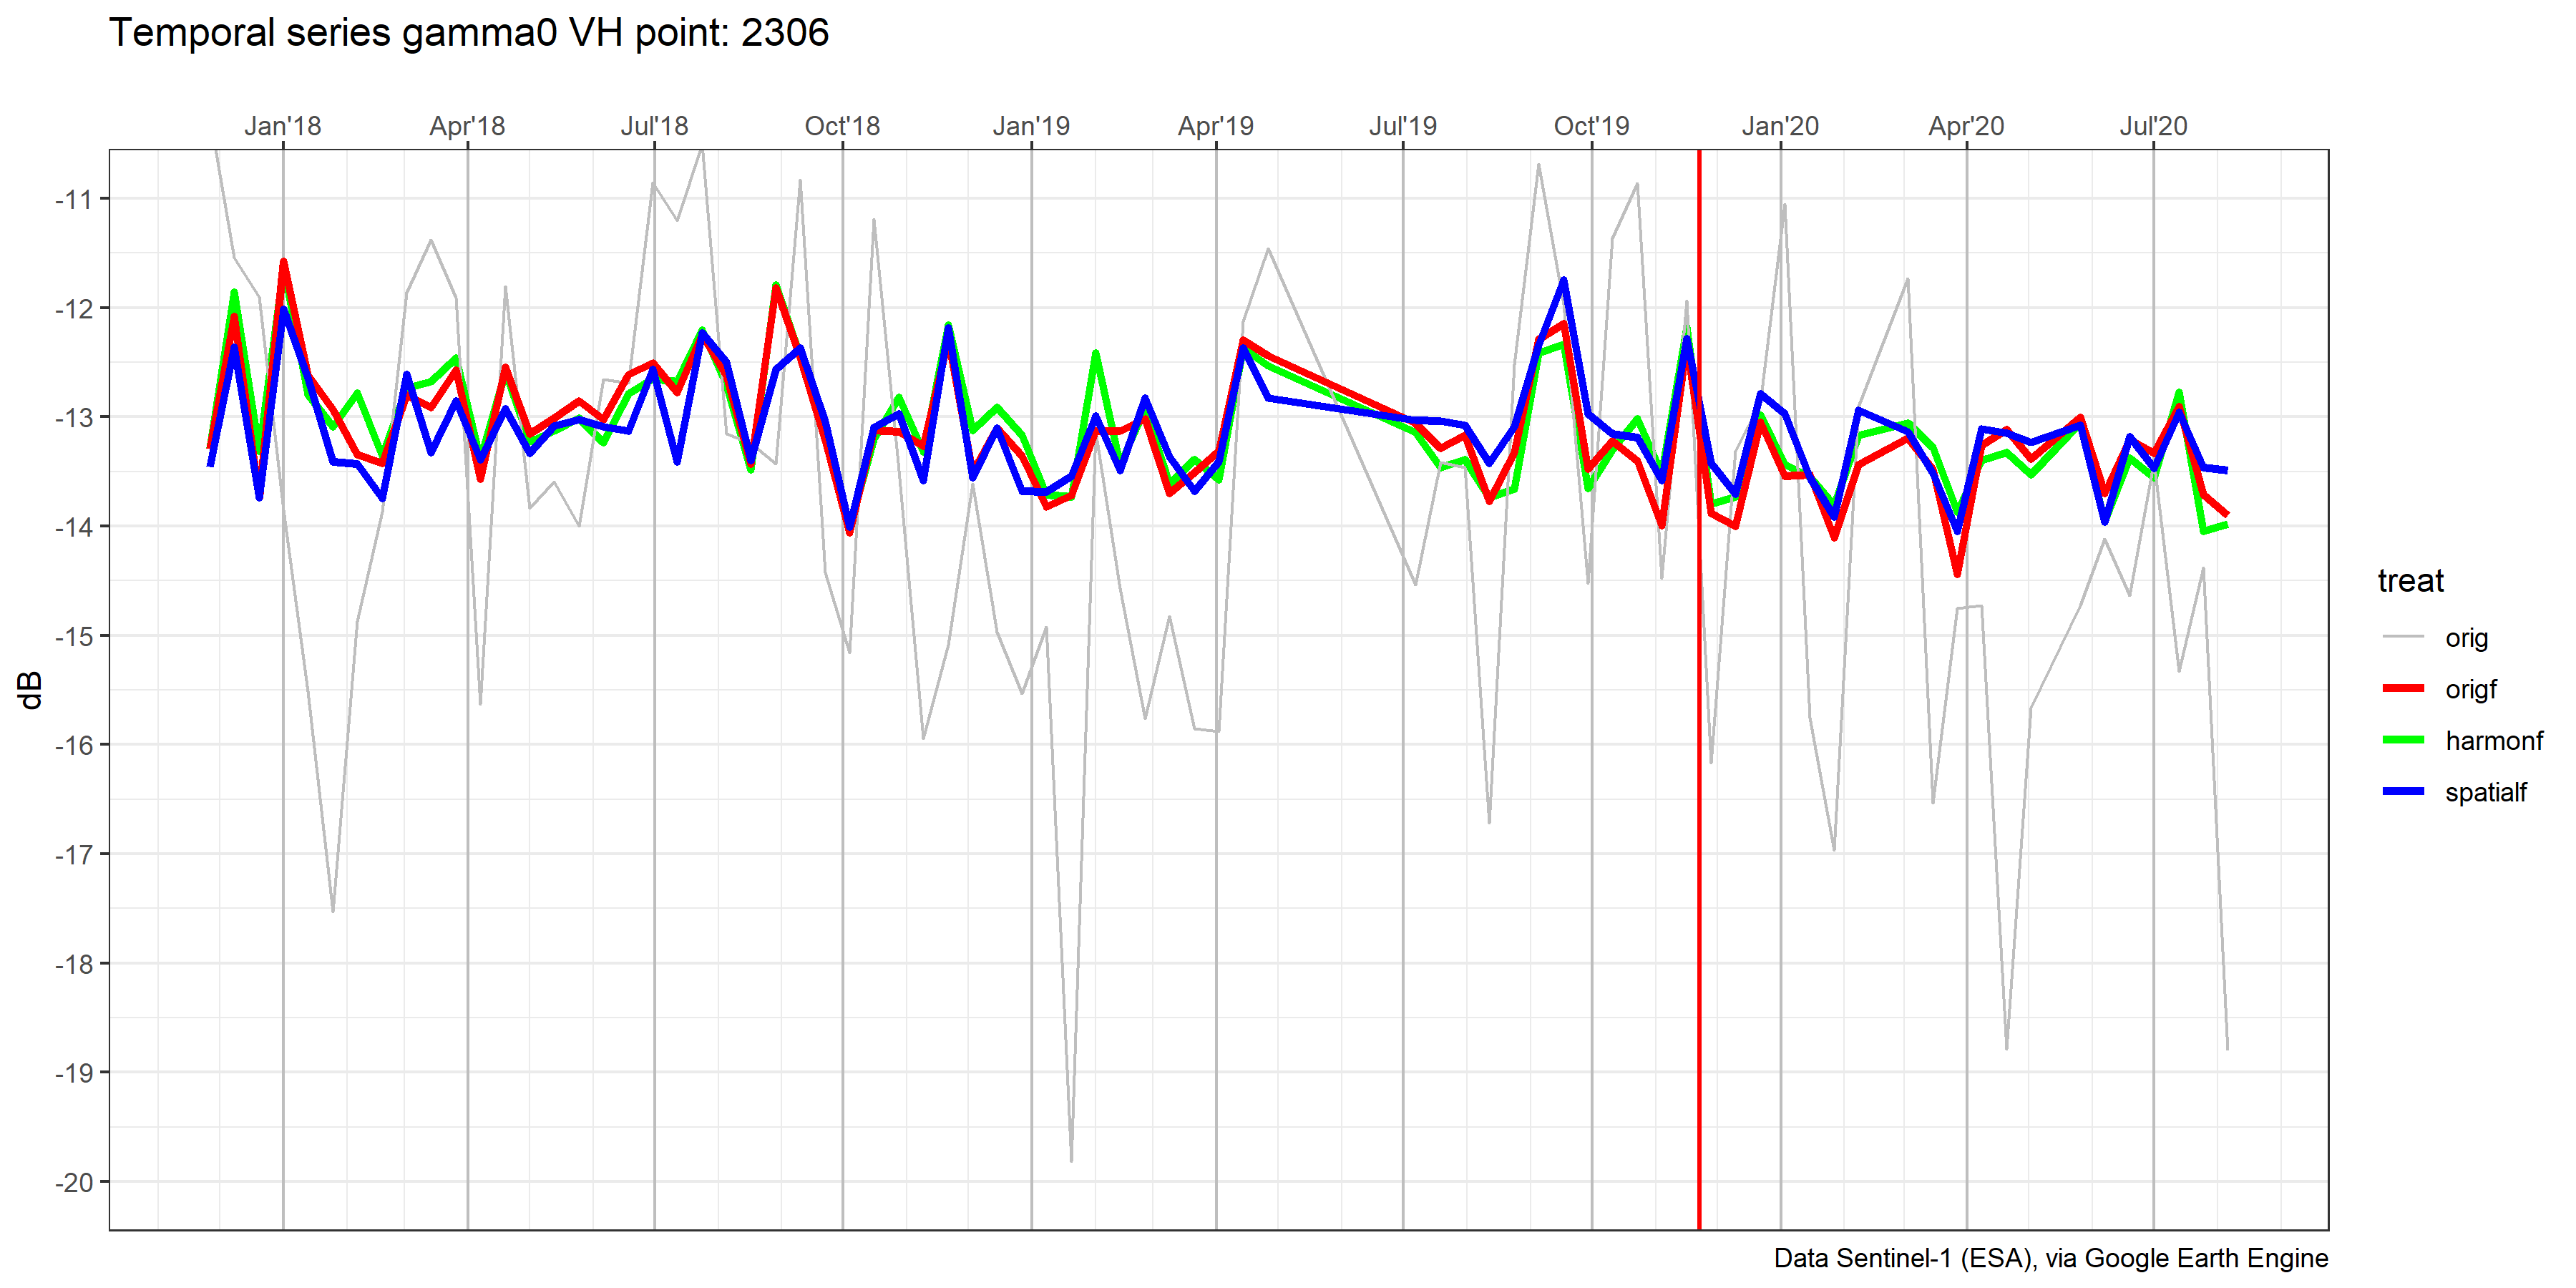 Temporal series gamma0 VH point: 2306
Jan'18 Apr'18 Jul'18 Oct'18 Jan'19 Apr'19 Jul'19 Oct'19 Jan'20 Apr'20 Jul'20
-11
-12
-13
-14
-15
-16
-17
-18
-19
-20
dB
treat
orig
origf
harmonf
spatialf
Data Sentinel-1 (ESA), via Google Earth Engine